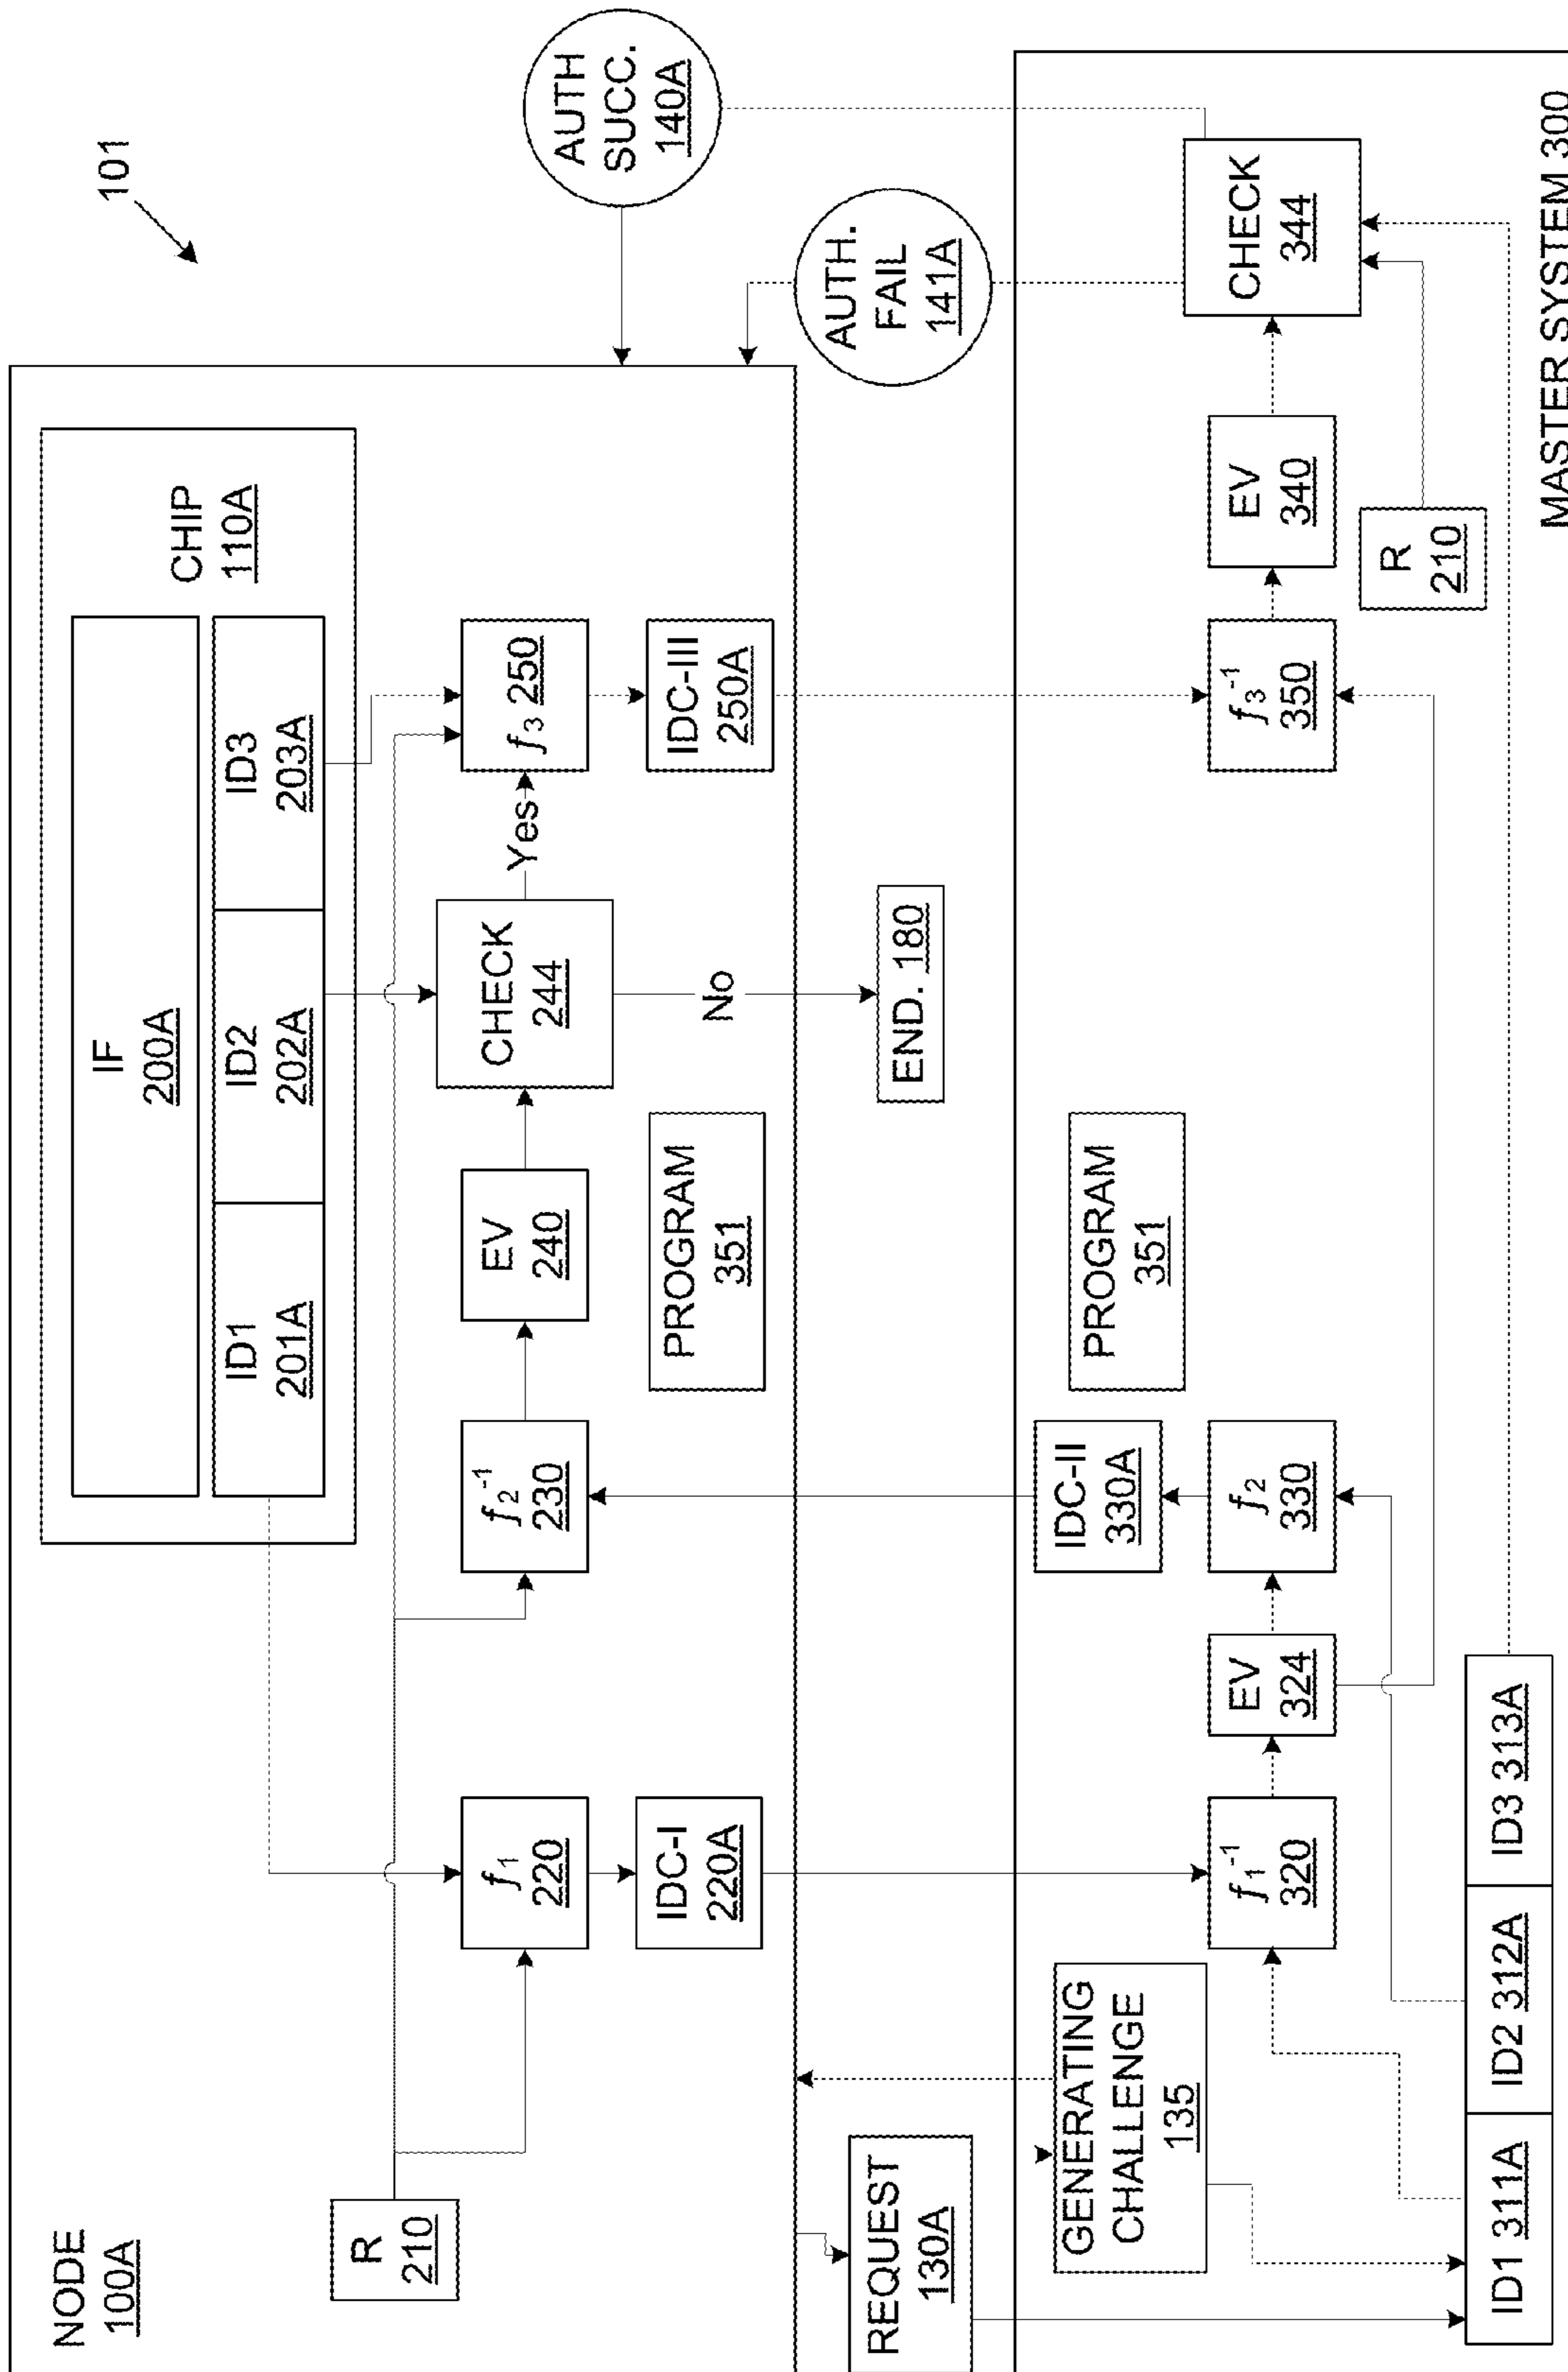 101
NODE
100A
CHIP
110A
IF
200A
ID1
201A
ID2
202A
ID3
203A
R
210
f₁
220
IDC-I
220A
f₂⁻¹
230
EV
240
CHECK
244
Yes
No
f₃ 250
IDC-III
250A
PROGRAM
351
END. 180
AUTH
SUCC.
140A
AUTH.
FAIL
141A
REQUEST
130A
GENERATING
CHALLENGE
135
f₁⁻¹
320
EV
324
f₂
330
IDC-II
330A
PROGRAM
351
f₃⁻¹
350
EV
340
CHECK
344
R
210
ID1 311A
ID2 312A
ID3 313A
MASTER SYSTEM 300